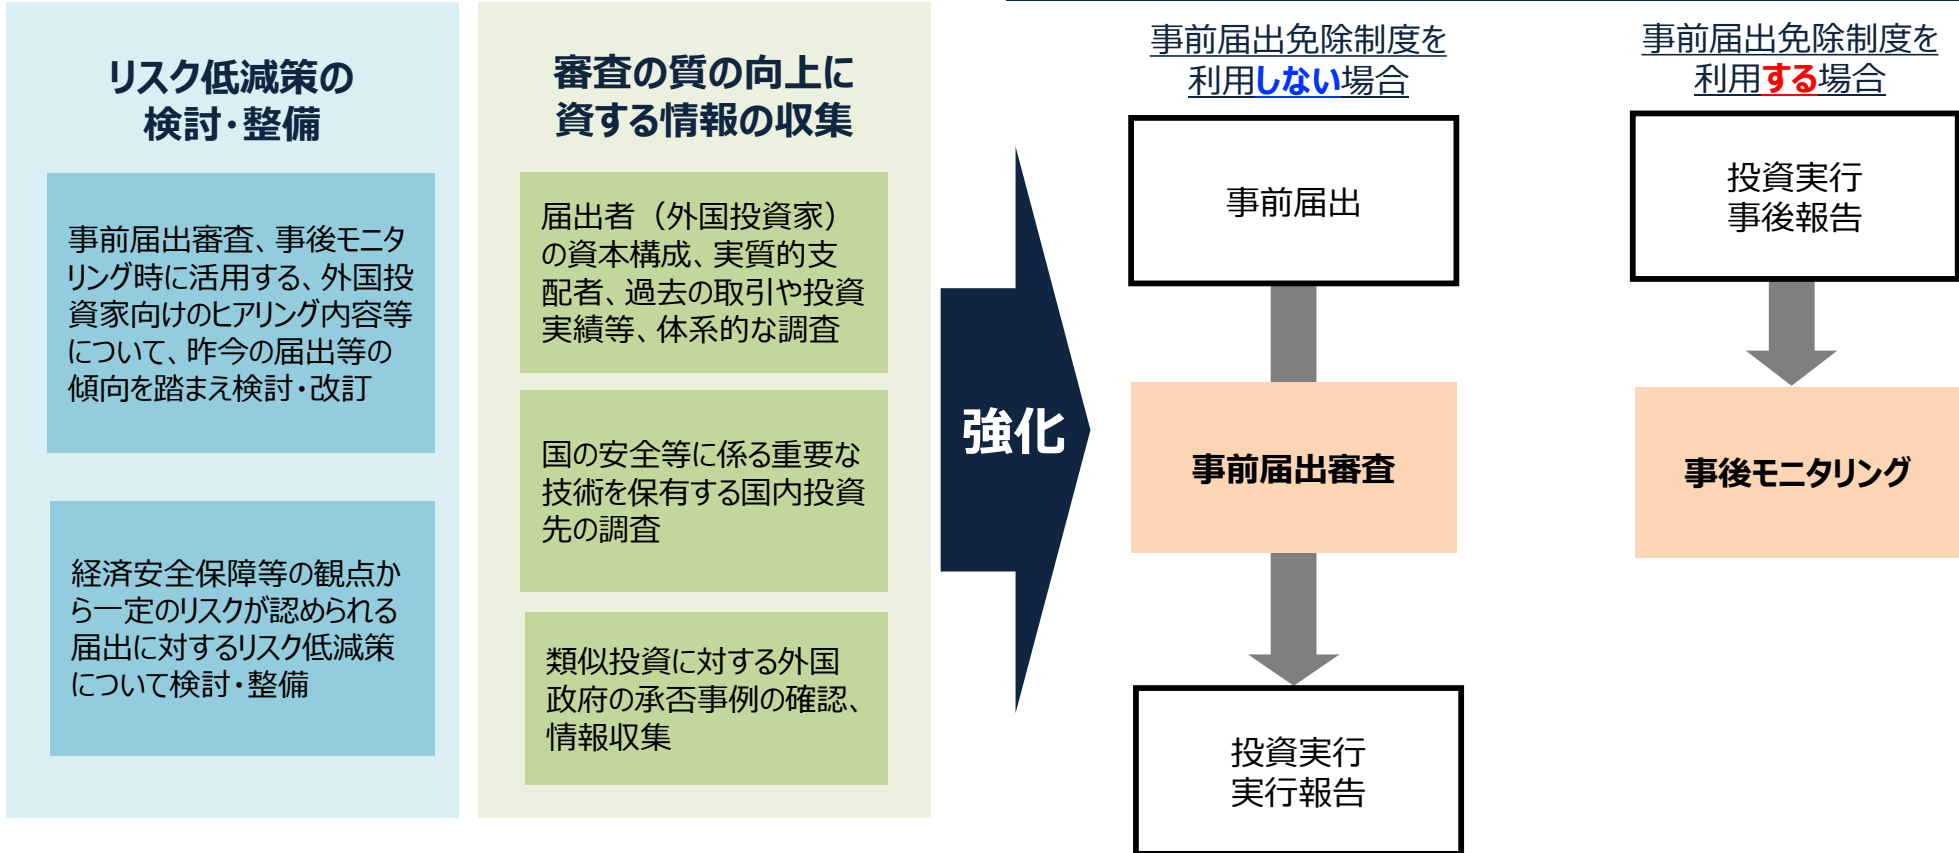 リスク低減策の
検討・整備
事前届出審査、事後モニタ
リング時に活用する、外国投
資家向けのヒアリング内容等
について、昨今の届出等の
傾向を踏まえ検討・改訂
経済安全保障等の観点か
ら一定のリスクが認められる
届出に対するリスク低減策
について検討・整備
審査の質の向上に
資する情報の収集
届出者（外国投資家）
の資本構成、実質的支
配者、過去の取引や投資
実績等、体系的な調査
国の安全等に係る重要な
技術を保有する国内投資
先の調査
類似投資に対する外国
政府の承否事例の確認、
情報収集
強化
事前届出免除制度を
利用しない場合
事前届出
事前届出審査
投資実行
実行報告
事前届出免除制度を
利用する場合
投資実行
事後報告
事後モニタリング